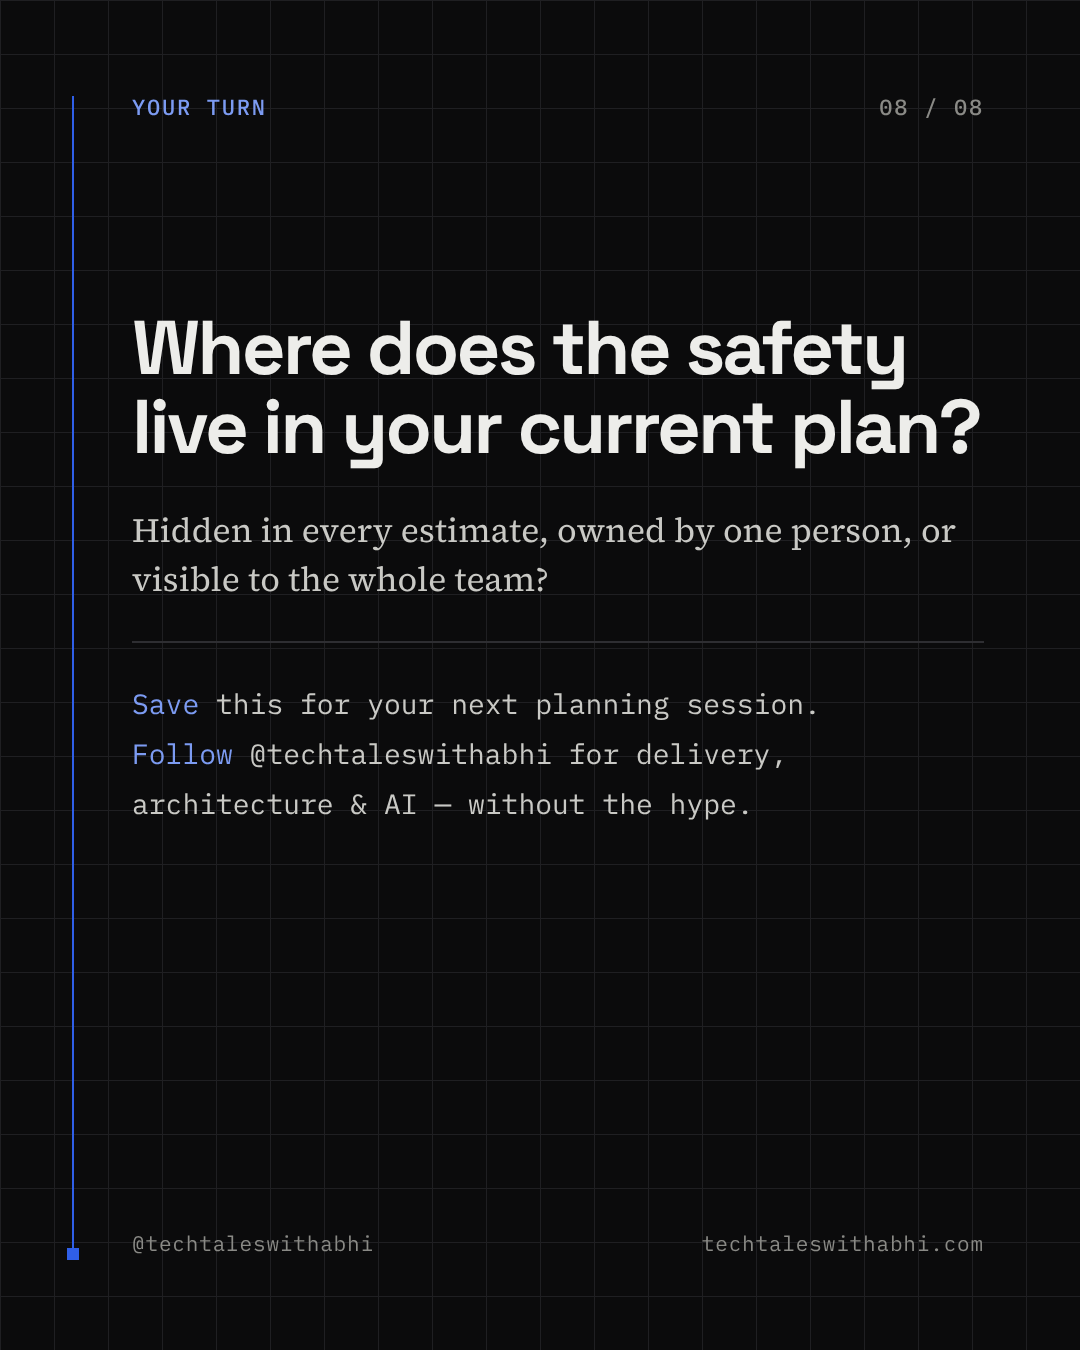 YOUR TURN
08 / 08
Where does the safety
live in your current plan?
Hidden in every estimate, owned by one person, or
visible to the whole team?
Save this for your next planning session.
Follow @techtaleswithabhi for delivery,
architecture & AI — without the hype.
@techtaleswithabhi
techtaleswithabhi.com